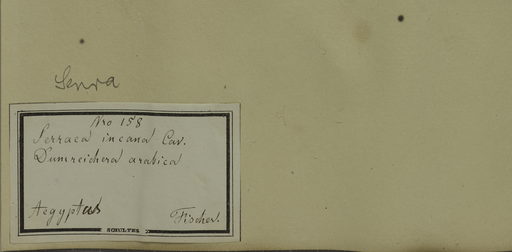 Senra
No 158
Serraea incana Cav.
Dumreichera arabica
Aegyptus
Fischer.
SCHULTES